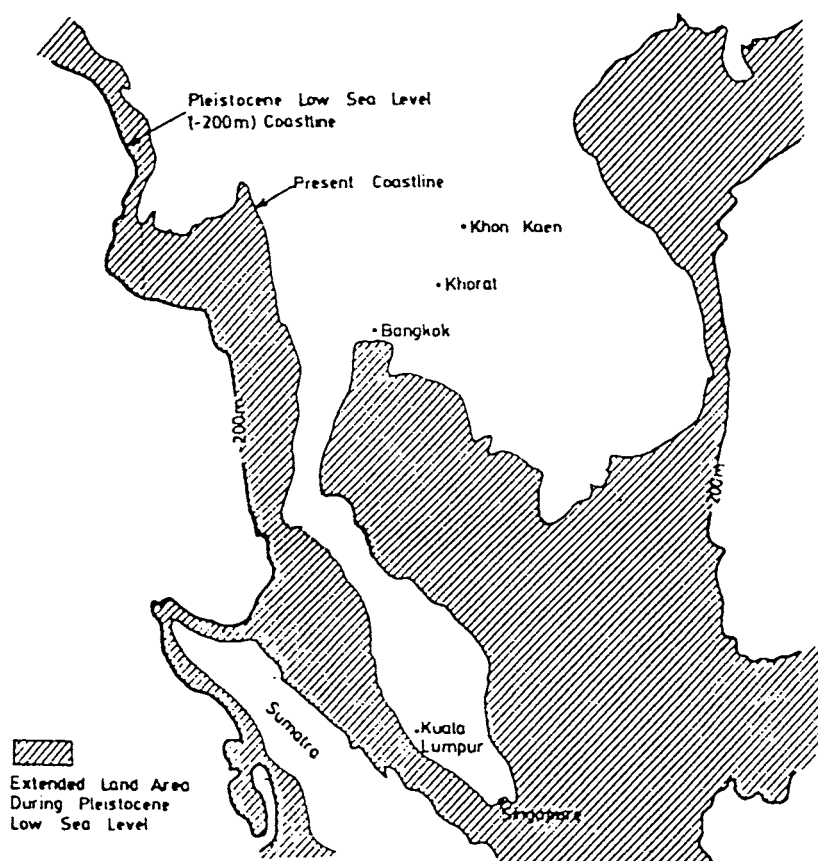 Pleistocene Low Sea Level
(-200m) Coastline
Present Coastline
Khon Kaen
Khorat
Bangkok
-200m
200m
Sumatra
Kuala
Lumpur
Singapore
Extended Land Area
During Pleistocene
Low Sea Level